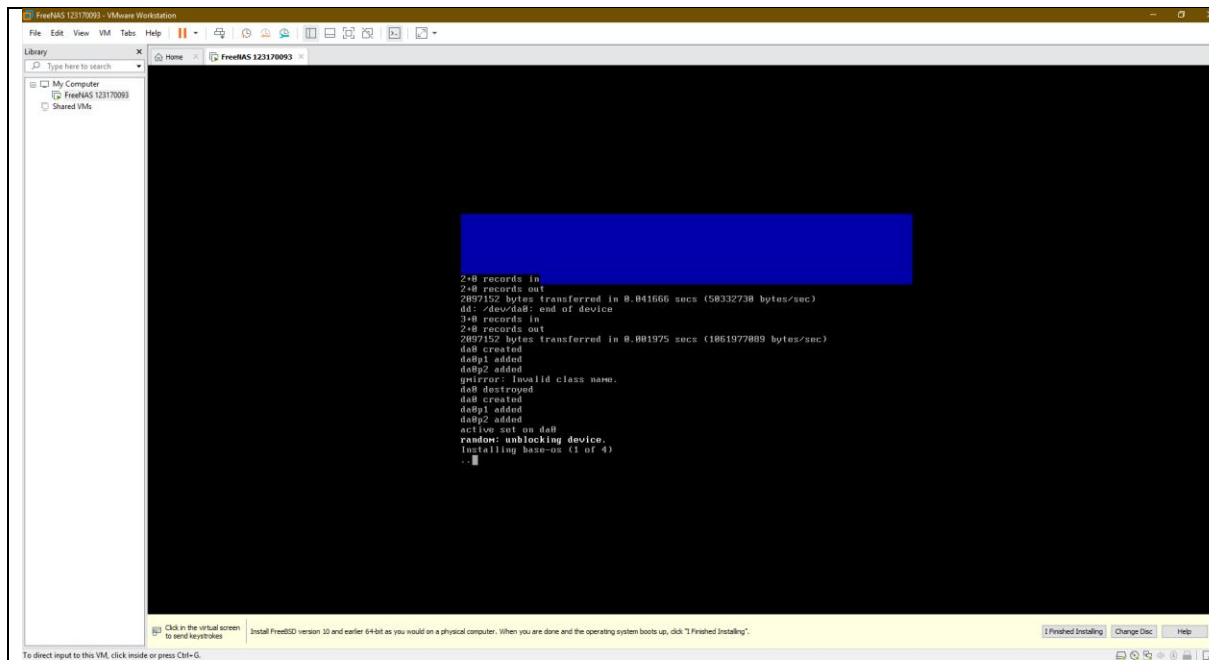 FreeNAS 123170093 - VMware Workstation
File Edit View VM Tabs Help
Library
Type here to search
My Computer
FreeNAS 123170093
Shared VMs
Home
FreeNAS 123170093
2+0 records in
2+0 records out
2097152 bytes transferred in 0.041666 secs (50332730 bytes/sec)
dd: /dev/da0: end of device
3+0 records in
2+0 records out
2097152 bytes transferred in 0.001975 secs (1061977089 bytes/sec)
da0 created
da0p1 added
da0p2 added
gmirror: Invalid class name.
da0 destroyed
da0 created
da0p1 added
da0p2 added
active set on da0
random: unblocking device.
Installing base-os (1 of 4)
..
Click in the virtual screen
to send keystrokes
Install FreeBSD version 10 and earlier 64-bit as you would on a physical computer. When you are done and the operating system boots up, click "I Finished Installing".
I Finished Installing
Change Disc
Help
To direct input to this VM, click inside or press Ctrl+G.